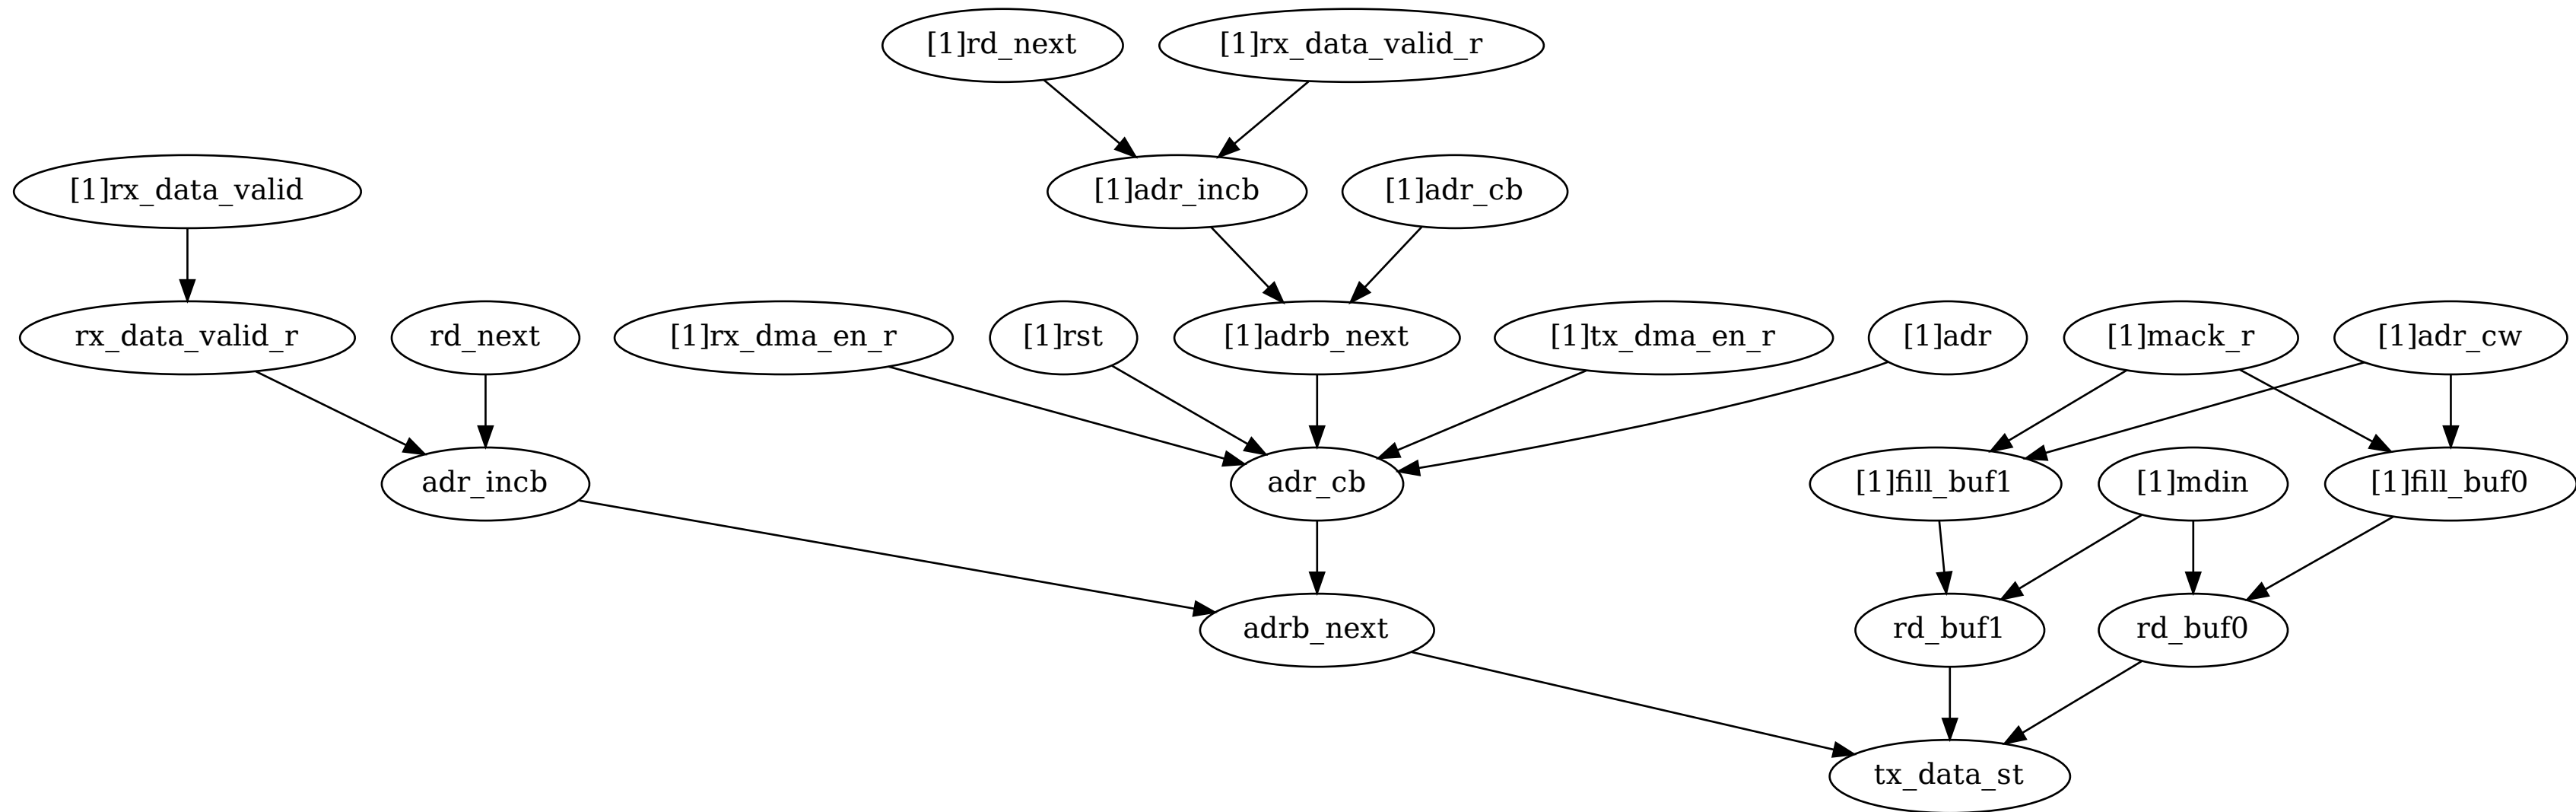 [1]rd_next
[1]rx_data_valid_r
[1]rx_data_valid
[1]adr_incb
[1]adr_cb
rx_data_valid_r
rd_next
[1]rx_dma_en_r
[1]rst
[1]adrb_next
[1]tx_dma_en_r
[1]adr
[1]mack_r
[1]adr_cw
adr_incb
adr_cb
[1]fill_buf1
[1]mdin
[1]fill_buf0
adrb_next
rd_buf1
rd_buf0
tx_data_st